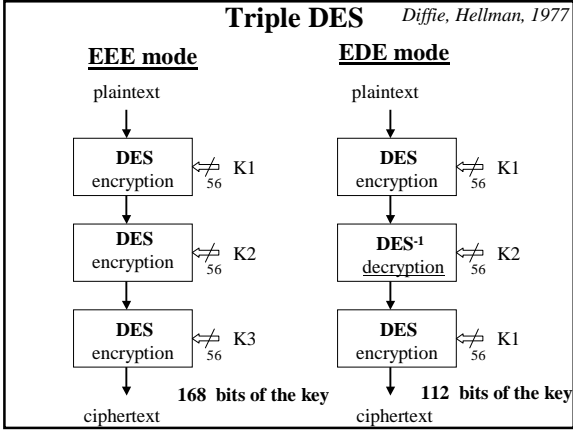 Triple DES
Diffie, Hellman, 1977
EEE mode
plaintext
DES
encryption
K1
56
DES
encryption
K2
56
DES
encryption
K3
56
168 bits of the key
ciphertext
EDE mode
plaintext
DES
encryption
K1
56
DES-1
decryption
K2
56
DES
encryption
K1
56
112 bits of the key
ciphertext